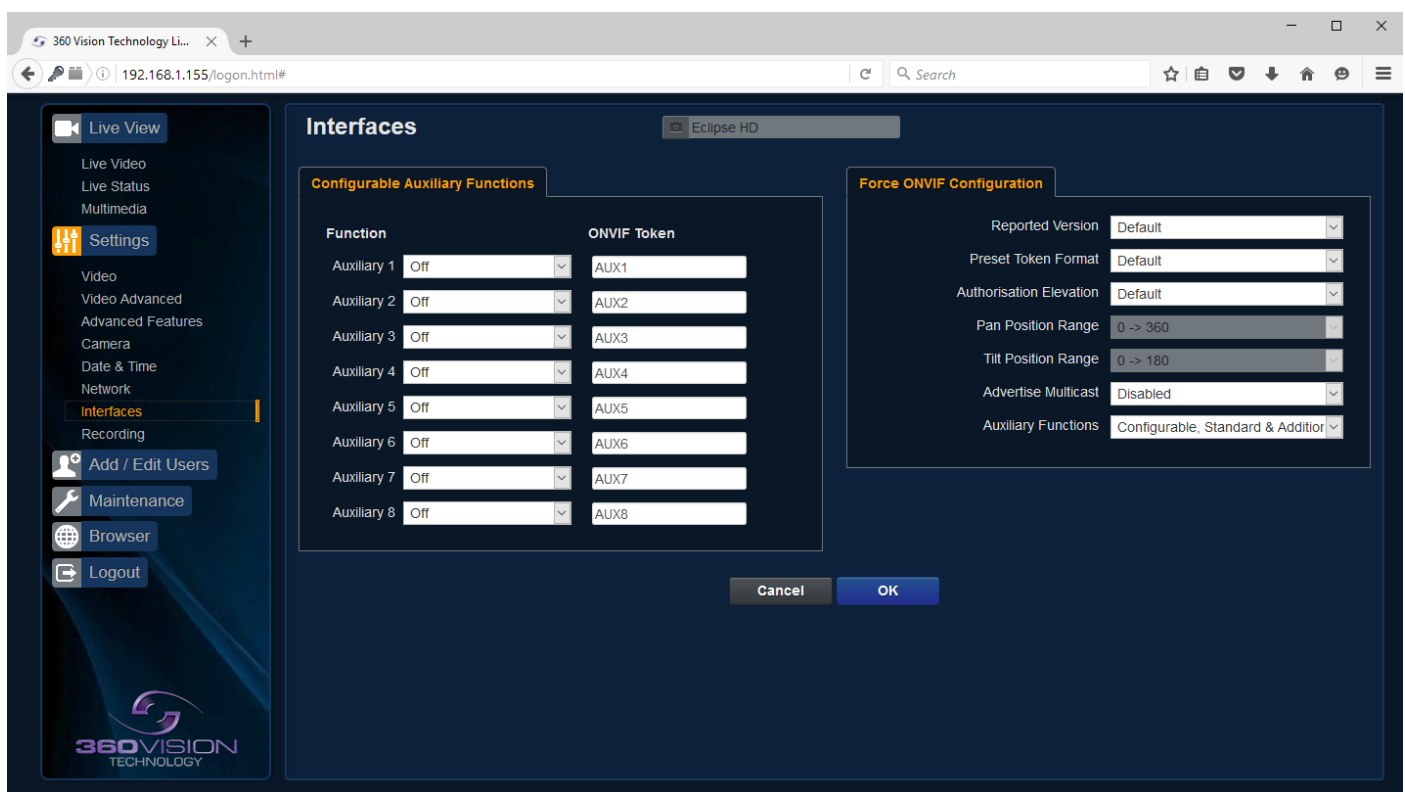 360 Vision Technology Li...
192.168.1.155/logon.html#
Search
Live View
Live Video
Live Status
Multimedia
Settings
Video
Video Advanced
Advanced Features
Camera
Date & Time
Network
Interfaces
Recording
Add / Edit Users
Maintenance
Browser
Logout
360VISION
TECHNOLOGY
Interfaces
Eclipse HD
Configurable Auxiliary Functions
Function ONVIF Token
Auxiliary 1 Off AUX1
Auxiliary 2 Off AUX2
Auxiliary 3 Off AUX3
Auxiliary 4 Off AUX4
Auxiliary 5 Off AUX5
Auxiliary 6 Off AUX6
Auxiliary 7 Off AUX7
Auxiliary 8 Off AUX8
Force ONVIF Configuration
Reported Version Default
Preset Token Format Default
Authorisation Elevation Default
Pan Position Range 0 -> 360
Tilt Position Range 0 -> 180
Advertise Multicast Disabled
Auxiliary Functions Configurable, Standard & Addition
Cancel OK